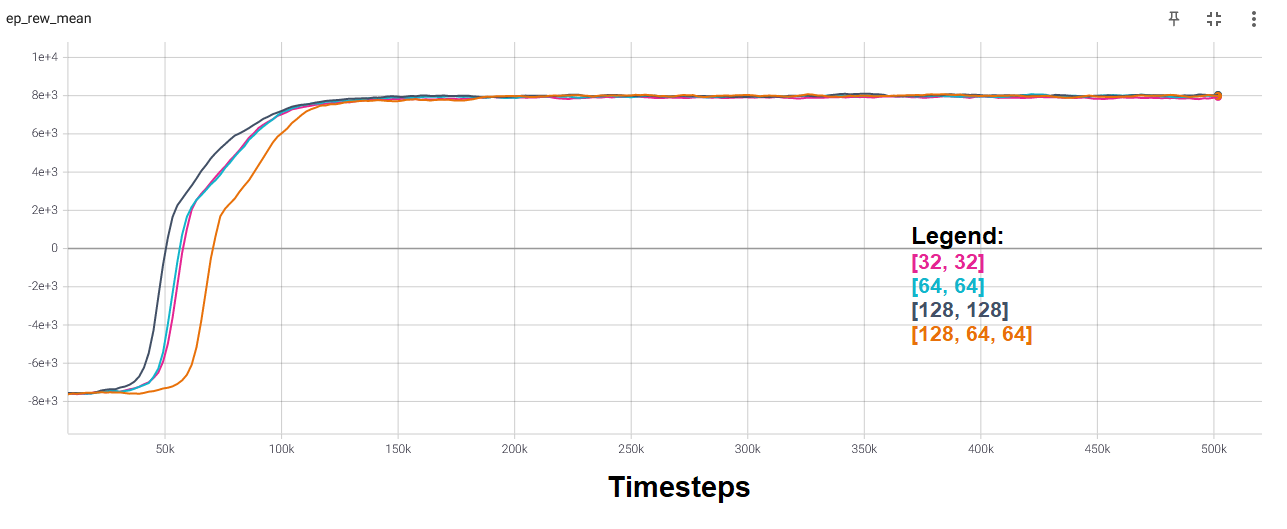 ep_rew_mean
1e+4
8e+3
6e+3
4e+3
2e+3
0
-2e+3
-4e+3
-6e+3
-8e+3
Legend:
[32, 32]
[64, 64]
[128, 128]
[128, 64, 64]
50k 100k 150k 200k 250k 300k 350k 400k 450k 500k
Timesteps